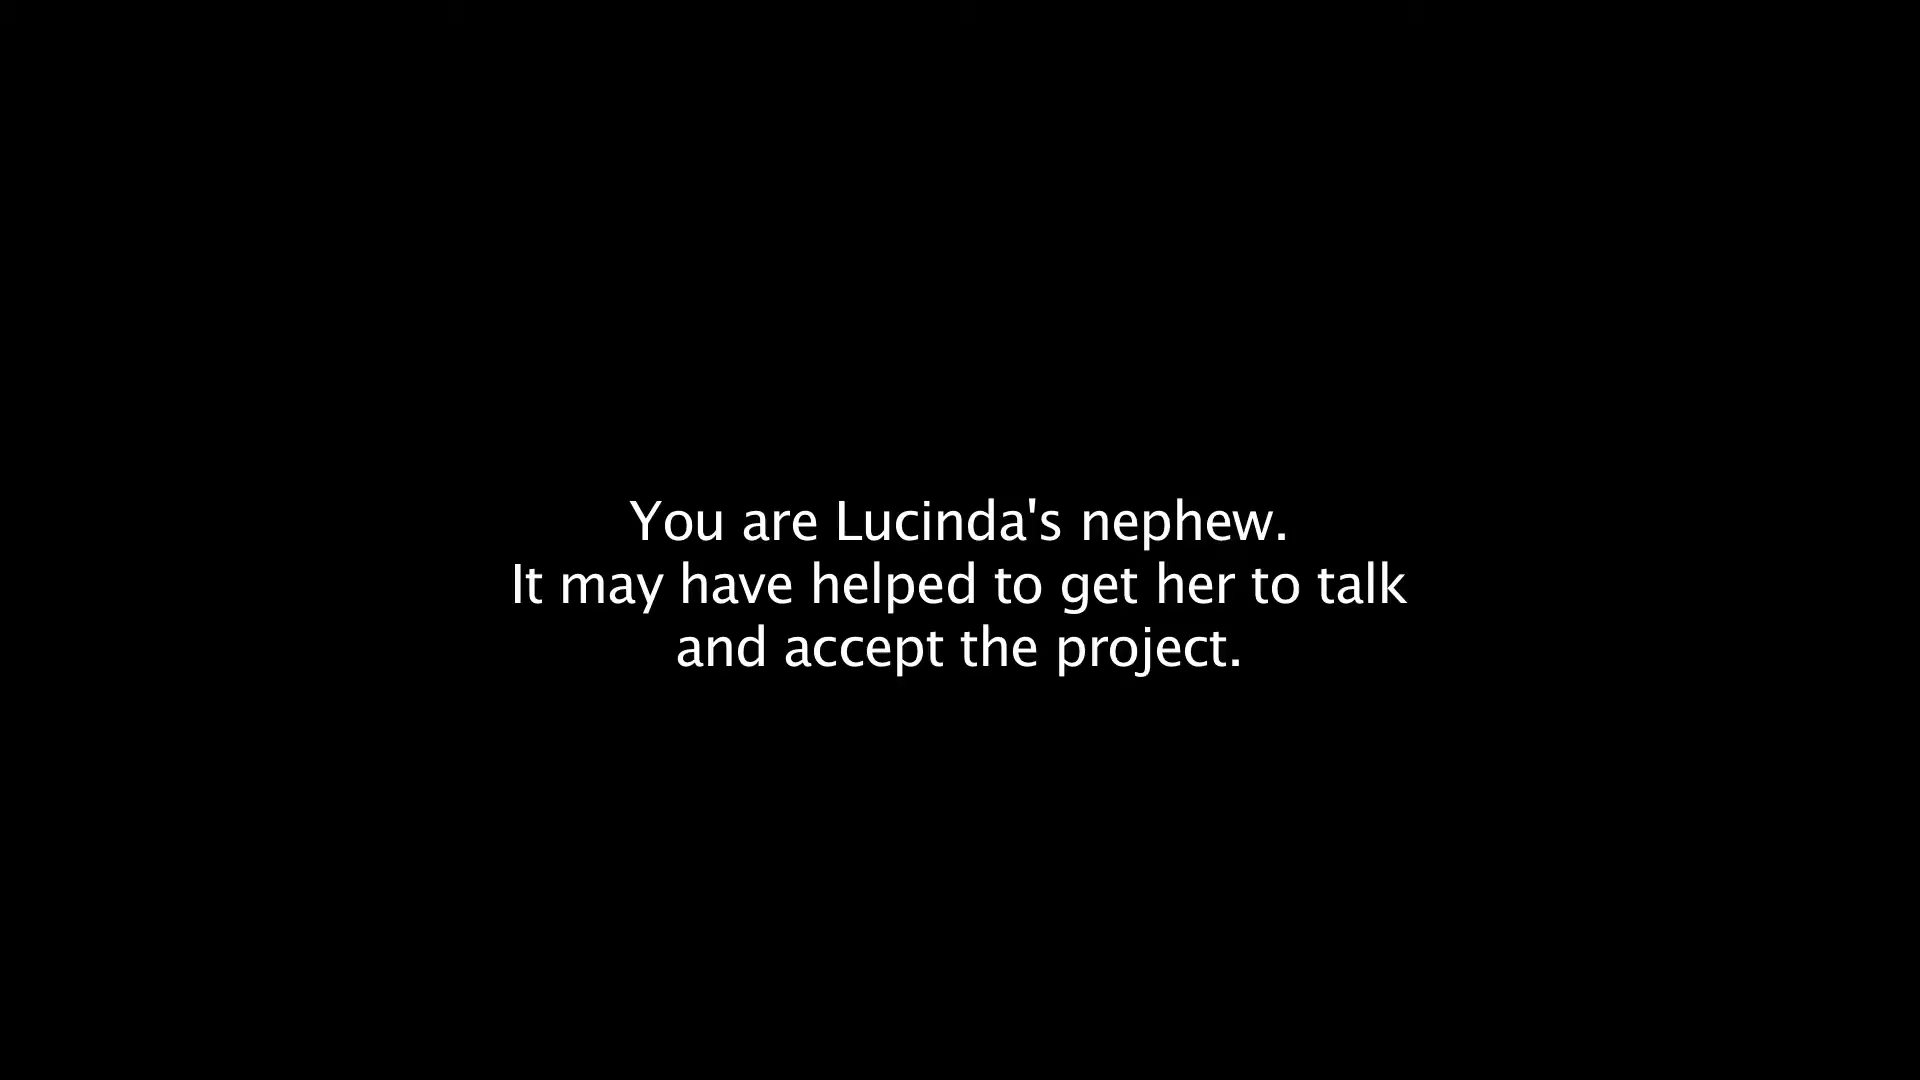 You are Lucinda's nephew.
It may have helped to get her to talk
and accept the project.